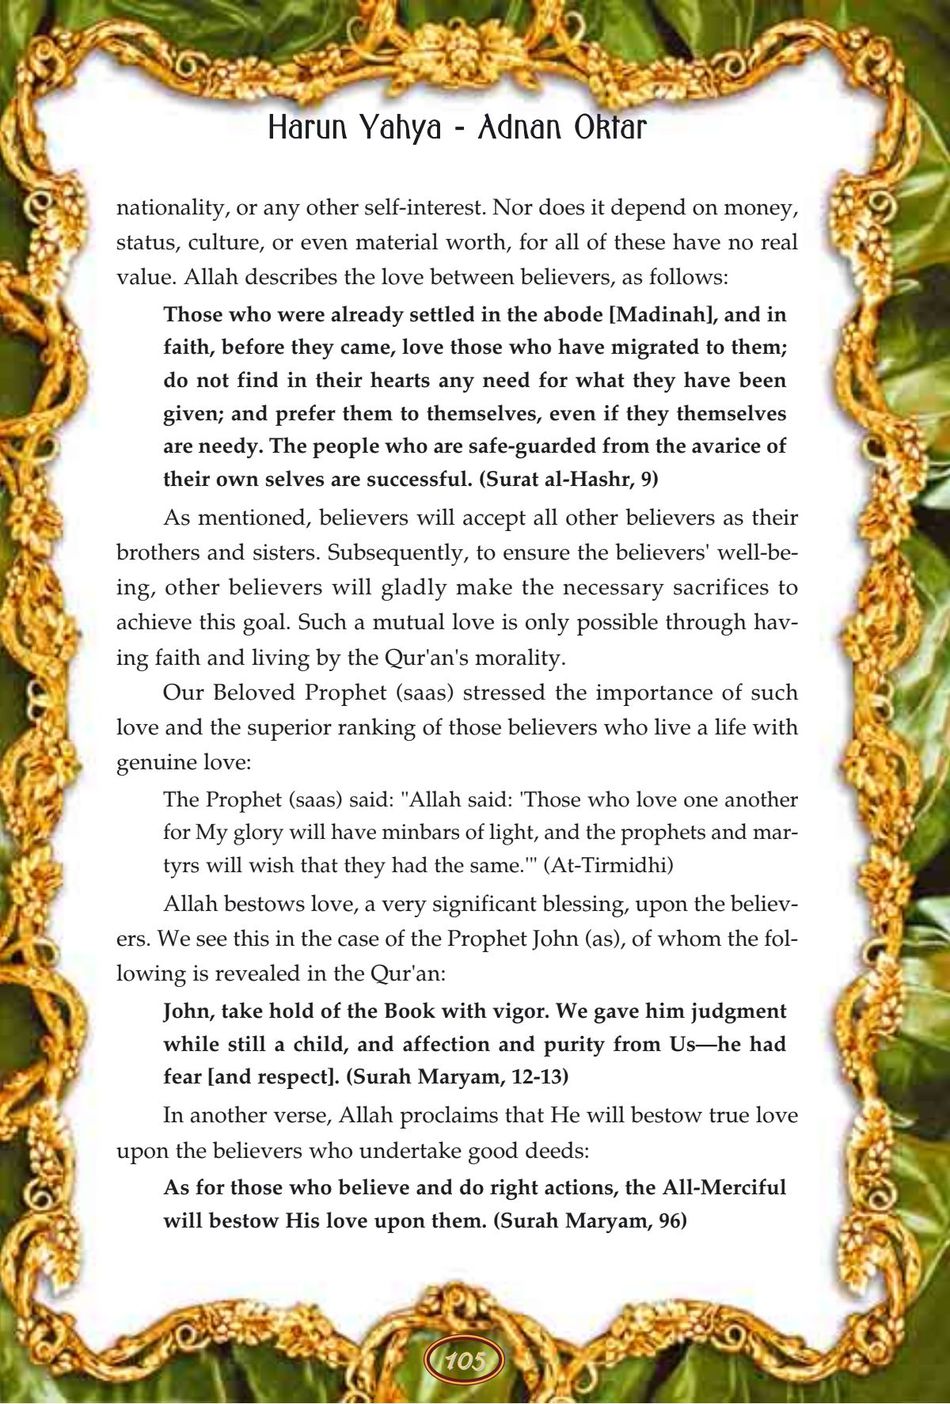 Harun Yahya - Adnan Oktar
nationality, or any other self-interest. Nor does it depend on money,
status, culture, or even material worth, for all of these have no real
value. Allah describes the love between believers, as follows:
Those who were already settled in the abode [Madinah], and in
faith, before they came, love those who have migrated to them;
do not find in their hearts any need for what they have been
given; and prefer them to themselves, even if they themselves
are needy. The people who are safe-guarded from the avarice of
their own selves are successful. (Surat al-Hashr, 9)
As mentioned, believers will accept all other believers as their
brothers and sisters. Subsequently, to ensure the believers' well-be-
ing, other believers will gladly make the necessary sacrifices to
achieve this goal. Such a mutual love is only possible through hav-
ing faith and living by the Qur'an's morality.
Our Beloved Prophet (saas) stressed the importance of such
love and the superior ranking of those believers who live a life with
genuine love:
The Prophet (saas) said: "Allah said: 'Those who love one another
for My glory will have minbars of light, and the prophets and mar-
tyrs will wish that they had the same.'" (At-Tirmidhi)
Allah bestows love, a very significant blessing, upon the believ-
ers. We see this in the case of the Prophet John (as), of whom the fol-
lowing is revealed in the Qur'an:
John, take hold of the Book with vigor. We gave him judgment
while still a child, and affection and purity from Us—he had
fear [and respect]. (Surah Maryam, 12-13)
In another verse, Allah proclaims that He will bestow true love
upon the believers who undertake good deeds:
As for those who believe and do right actions, the All-Merciful
will bestow His love upon them. (Surah Maryam, 96)
105